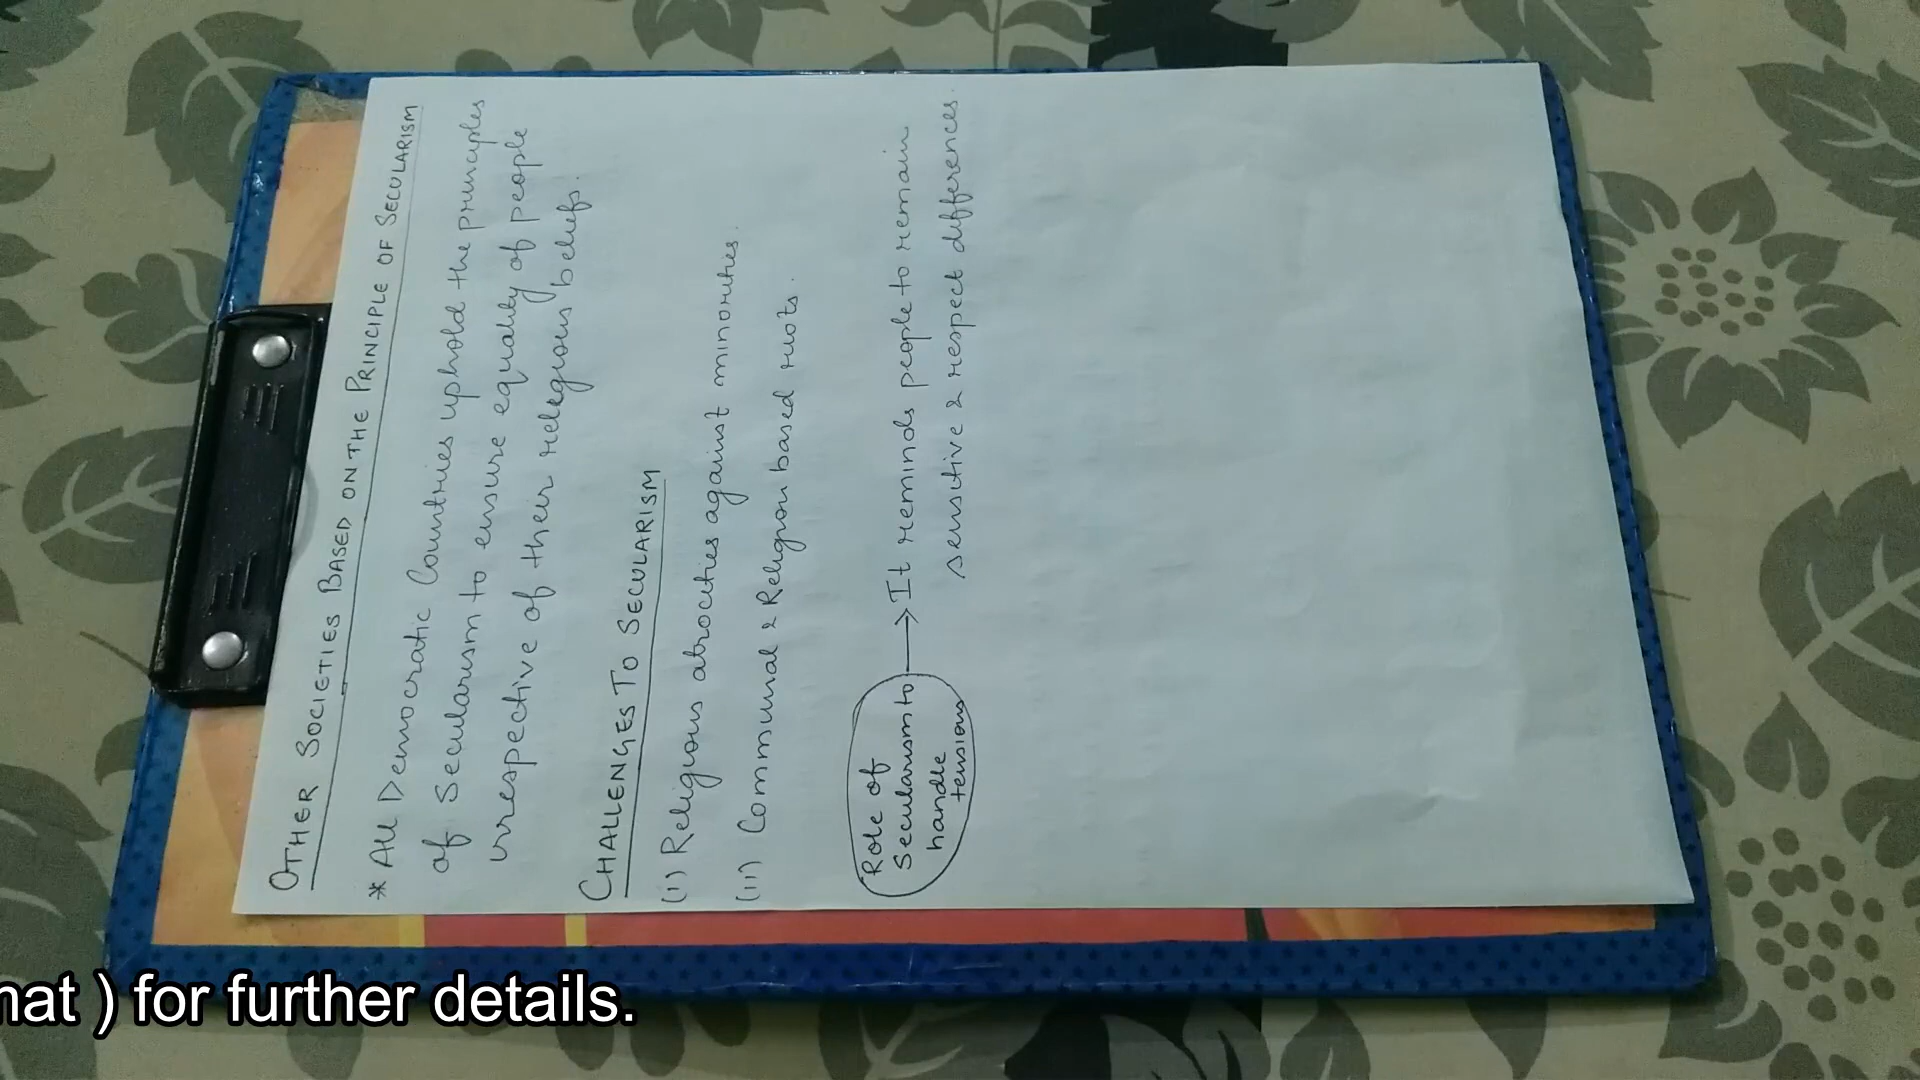 OTHER SOCIETIES BASED ON THE PRINCIPLE OF SECULARISM
* All Democratic Countries uphold the principles
of Secularism to ensure equality of people
irrespective of their religious beliefs.
CHALLENGES TO SECULARISM
(i) Religious atrocities against minorities.
(ii) Communal & Religion based riots.
Role of
Secularism to → It reminds people to remain
handle
tensions
sensitive & respect differences.
hat ) for further details.